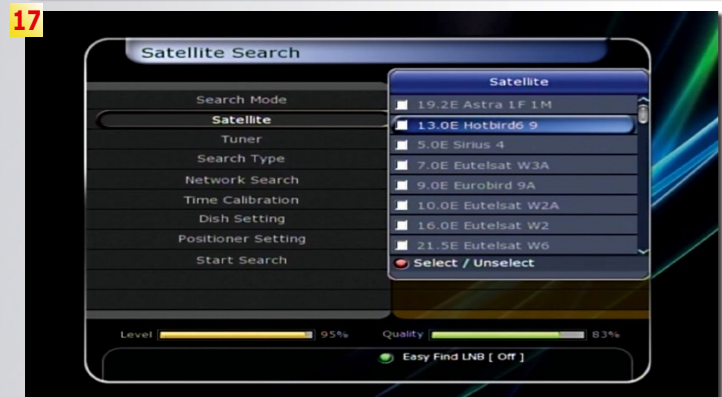 17
Satellite Search
Search Mode
Satellite
Tuner
Search Type
Network Search
Time Calibration
Dish Setting
Positioner Setting
Start Search
Satellite
19.2E Astra 1F 1M
13.0E Hotbird6 9
5.0E Sirius 4
7.0E Eutelsat W3A
9.0E Eurobird 9A
10.0E Eutelsat W2A
16.0E Eutelsat W2
21.5E Eutelsat W6
Select / Unselect
Level 95% Quality 83%
Easy Find LNB [ Off ]